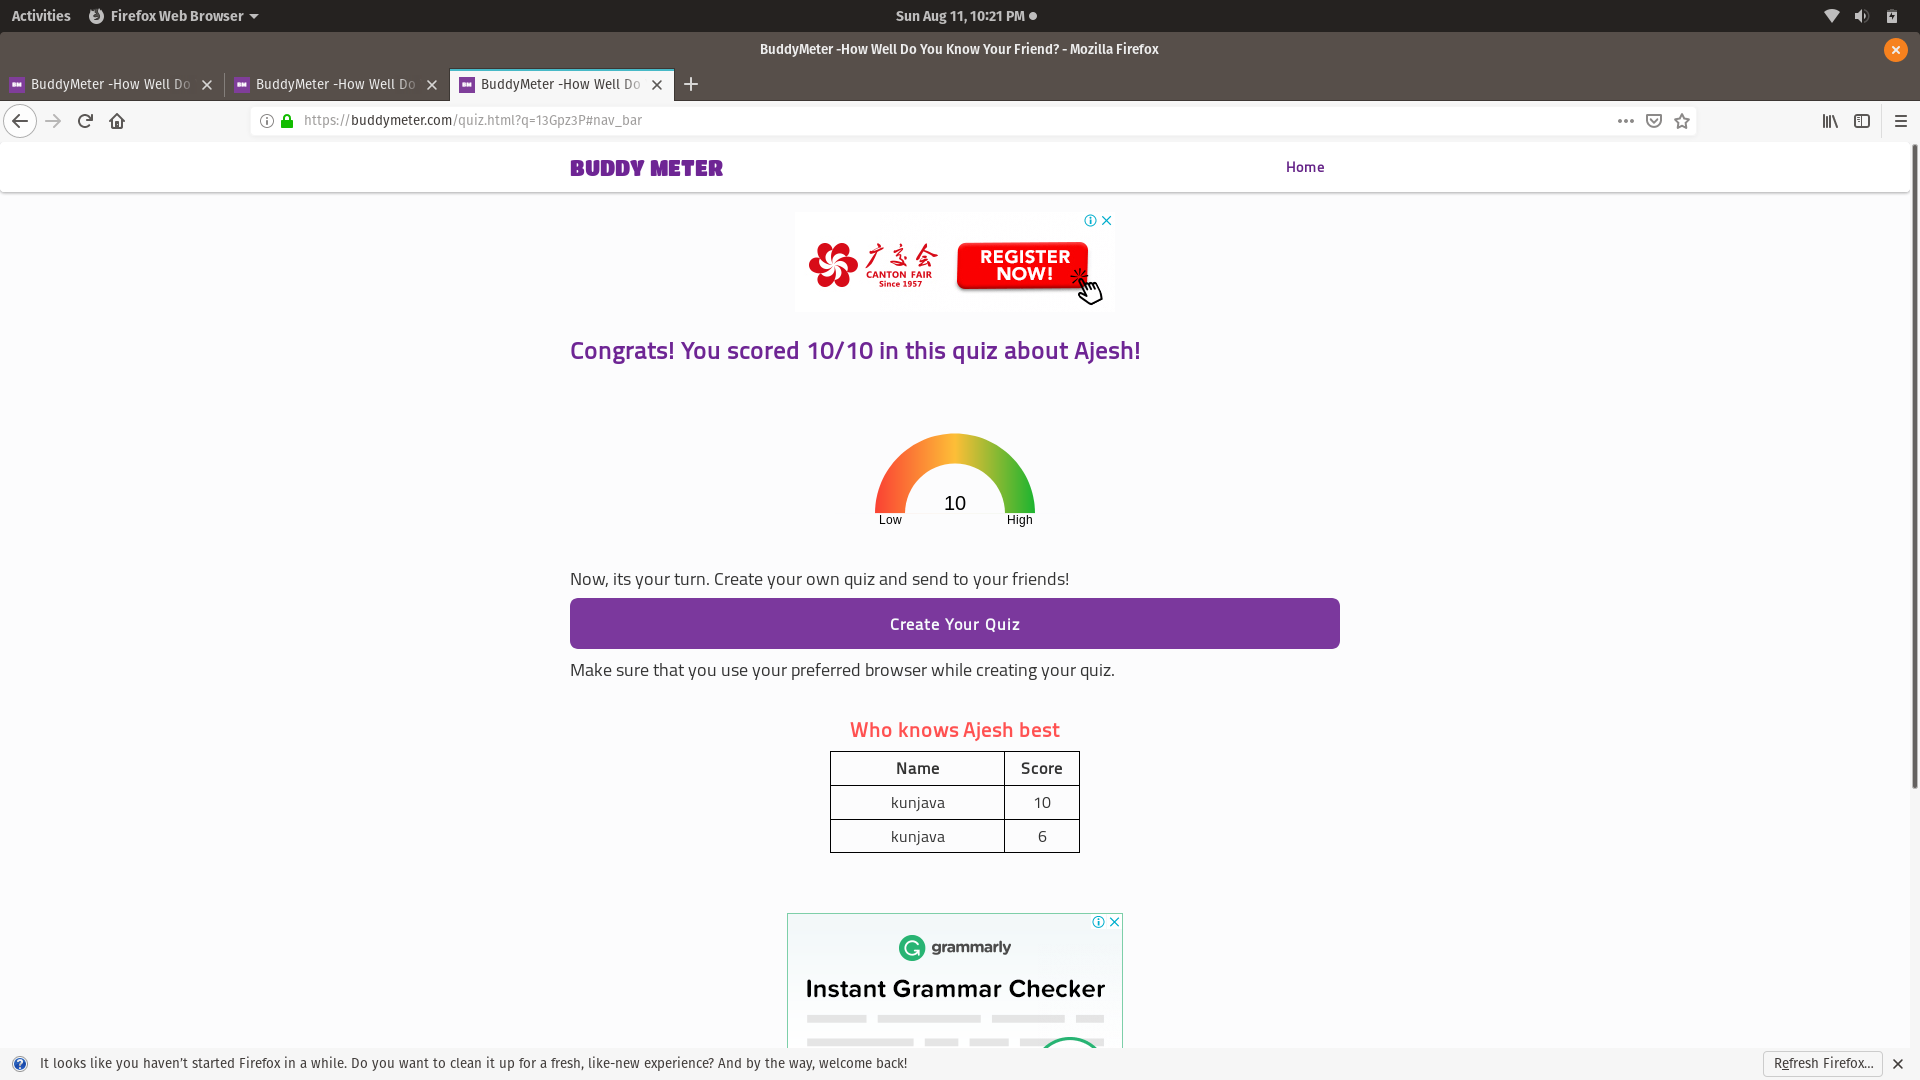 Activities
Firefox Web Browser
Sun Aug 11, 10:21 PM
BuddyMeter -How Well Do You Know Your Friend? - Mozilla Firefox
BuddyMeter -How Well Do
BuddyMeter -How Well Do
BuddyMeter -How Well Do
https://buddymeter.com/quiz.html?q=13Gpz3P#nav_bar
BUDDY METER
Home
广交会
CANTON FAIR
Since 1957
REGISTER
NOW!
Congrats! You scored 10/10 in this quiz about Ajesh!
10
Low
High
Now, its your turn. Create your own quiz and send to your friends!
Create Your Quiz
Make sure that you use your preferred browser while creating your quiz.
Who knows Ajesh best
Name Score
kunjava 10
kunjava 6
grammarly
Instant Grammar Checker
It looks like you haven't started Firefox in a while. Do you want to clean it up for a fresh, like-new experience? And by the way, welcome back!
Refresh Firefox...